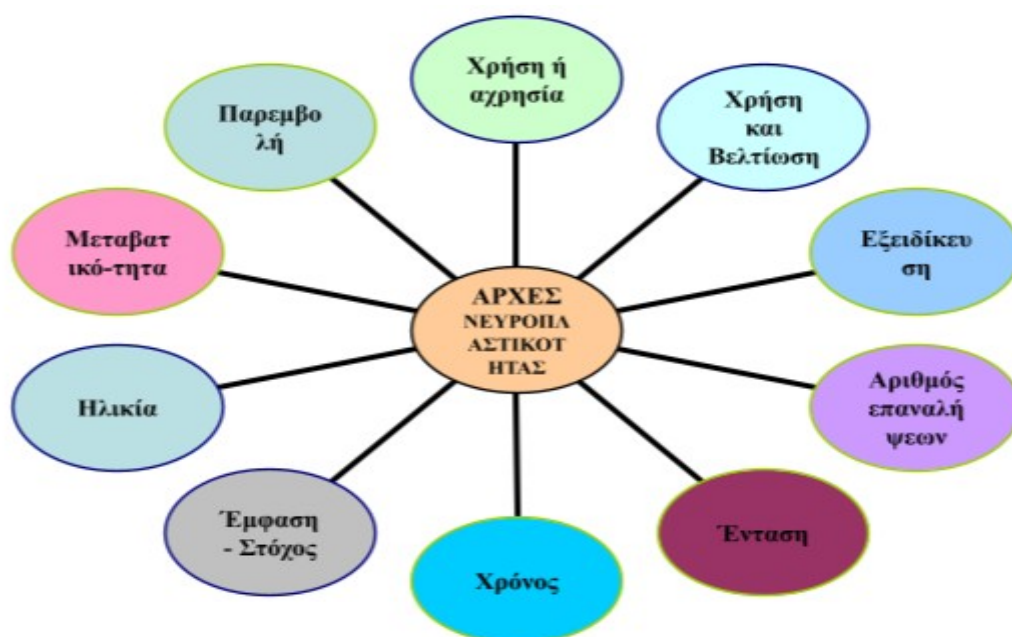 Χρήση ή
αχρησία
Χρήση
και
Βελτίωση
Εξειδίκευ
ση
Αριθμός
επαναλή
ψεων
Ένταση
Χρόνος
Έμφαση
- Στόχος
Ηλικία
Μεταβατ
ικό-τητα
Παρεμβο
λή
ΑΡΧΕΣ
ΝΕΥΡΟΠΛ
ΑΣΤΙΚΟΤ
ΗΤΑΣ